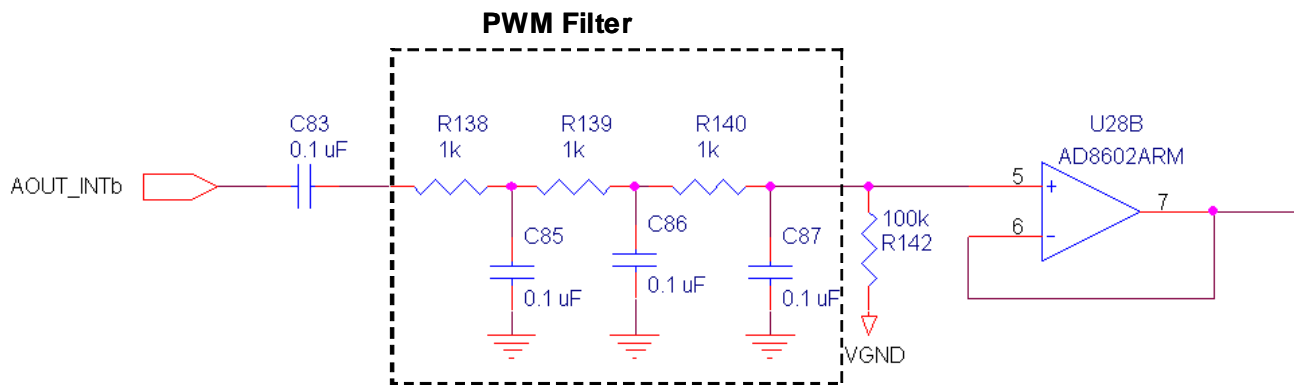 PWM Filter
C83
0.1 uF
R138
1k
R139
1k
R140
1k
U28B
AD8602ARM
AOUT_INTb
C85
0.1 uF
C86
0.1 uF
C87
0.1 uF
100k
R142
VGND
5
+
6
-
7